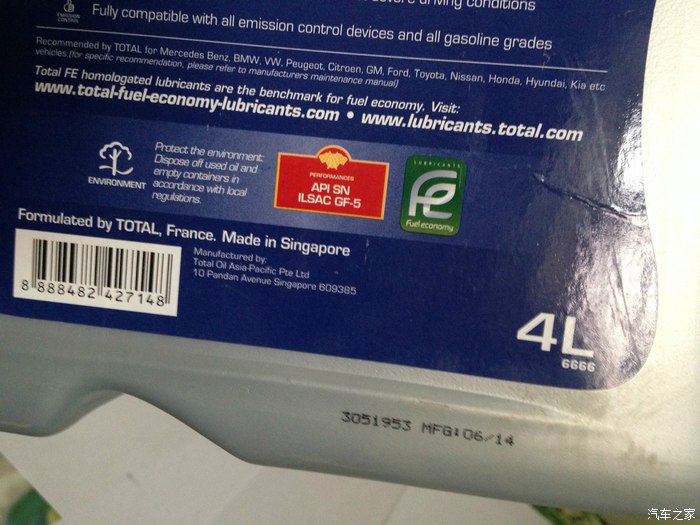 driving conditions
Fully compatible with all emission control devices and all gasoline grades
EMISSION
CONTROL
Recommended by TOTAL for Mercedes Benz, BMW, VW, Peugeot, Citroen, GM, Ford, Toyota, Nissan, Honda, Hyundai, Kia etc
vehicles (for specific recommendation, please refer to manufacturers maintenance manual)
Total FE homologated lubricants are the benchmark for fuel economy. Visit:
www.total-fuel-economy-lubricants.com • www.lubricants.total.com
ENVIRONMENT
Protect the environment:
Dispose off used oil and
empty containers in
accordance with local
regulations.
PERFORMANCES
API SN
ILSAC GF-5
LUBRICANTS
FE
Fuel economy
Formulated by TOTAL, France. Made in Singapore
Manufactured by:
Total Oil Asia-Pacific Pte Ltd
10 Pandan Avenue Singapore 609385
8 888482 427148
4L
6666
3051953 MFG:06/14
汽车之家